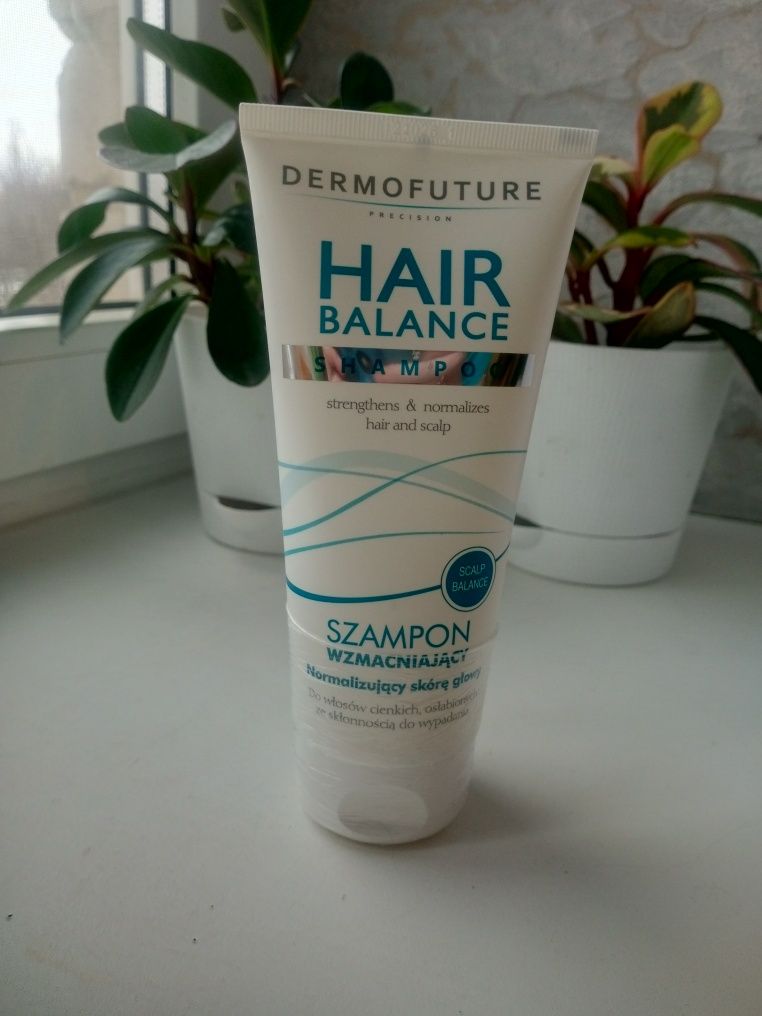 DERMOFUTURE
PRECISION
HAIR
BALANCE
SHAMPOO
strengthens & normalizes
hair and scalp
SCALP
BALANCE
SZAMPON
WZMACNIAJĄCY
Normalizujący skórę głowy
Do włosów cienkich, osłabionych
ze skłonnością do wypadania